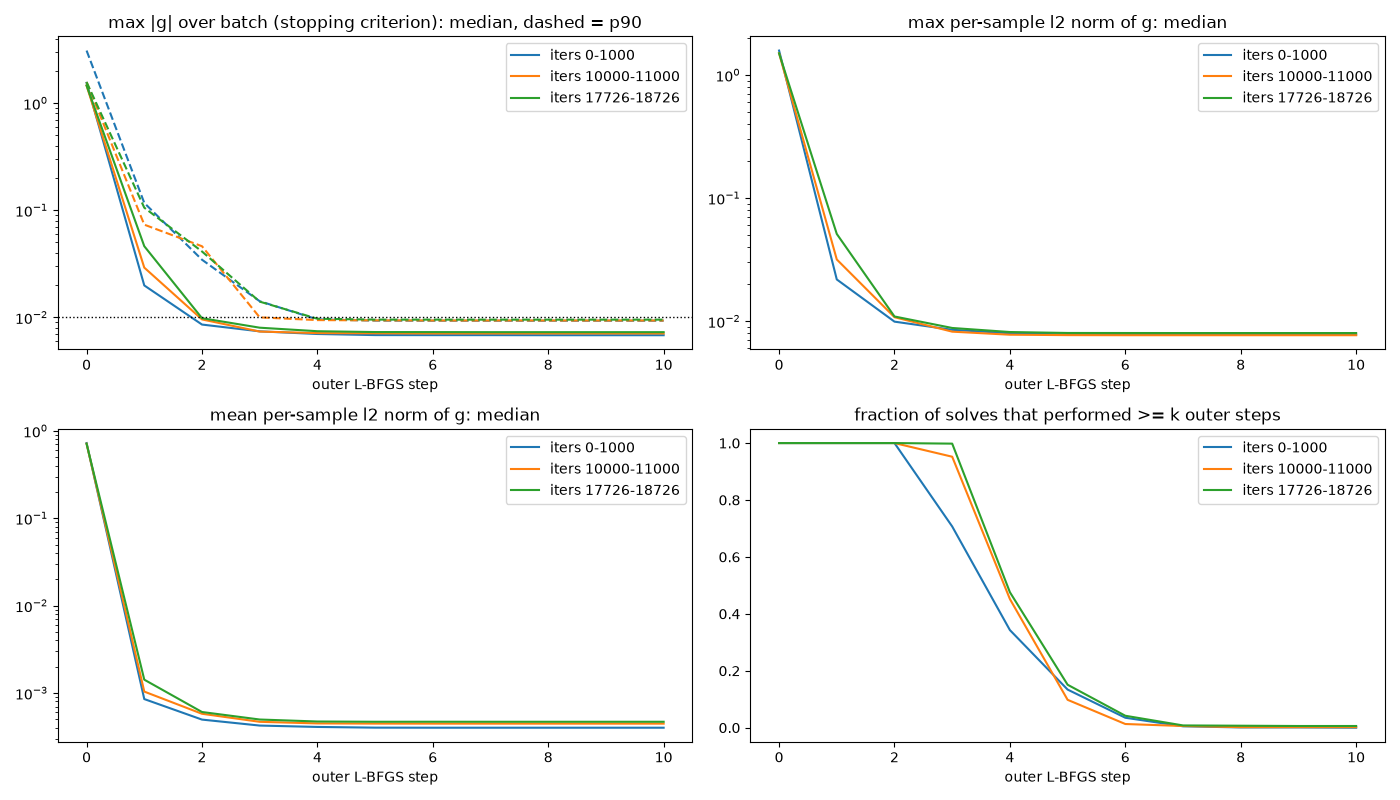 max |g| over batch (stopping criterion): median, dashed = p90
10⁰
10⁻¹
10⁻²
iters 0-1000
iters 10000-11000
iters 17726-18726
0 2 4 6 8 10
outer L-BFGS step
max per-sample l2 norm of g: median
10⁰
10⁻¹
10⁻²
iters 0-1000
iters 10000-11000
iters 17726-18726
0 2 4 6 8 10
outer L-BFGS step
mean per-sample l2 norm of g: median
10⁰
10⁻¹
10⁻²
10⁻³
iters 0-1000
iters 10000-11000
iters 17726-18726
0 2 4 6 8 10
outer L-BFGS step
fraction of solves that performed >= k outer steps
1.0
0.8
0.6
0.4
0.2
0.0
iters 0-1000
iters 10000-11000
iters 17726-18726
0 2 4 6 8 10
outer L-BFGS step